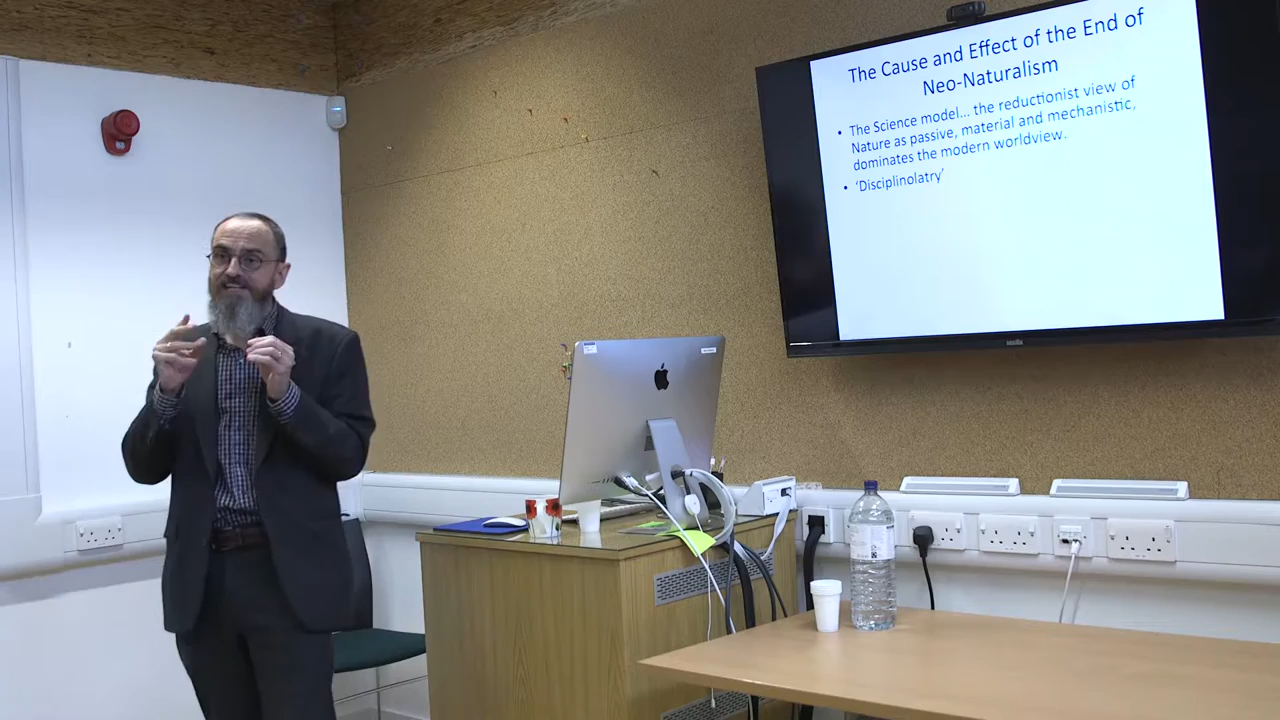 The Cause and Effect of the End of
Neo-Naturalism
• The Science model... the reductionist view of
Nature as passive, material and mechanistic,
dominates the modern worldview.
• 'Disciplinolatry'